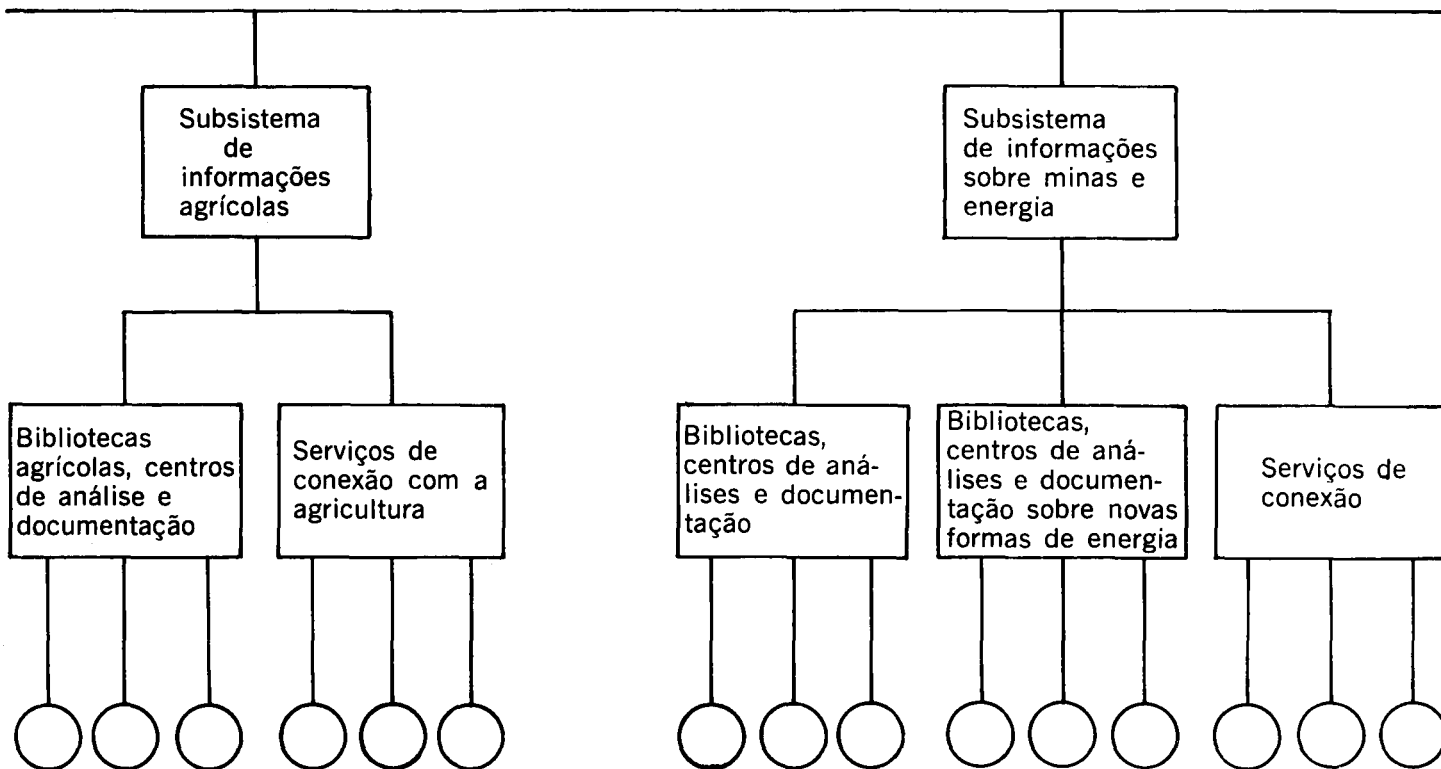 Subsistema
de
informações
agrícolas
Subsistema
de informações
sobre minas e
energia
Bibliotecas
agrícolas, centros
de análise e
documentação
Serviços de
conexão com a
agricultura
Bibliotecas,
centros de aná-
lises e documen-
tação
Bibliotecas,
centros de aná-
lises e documen-
tação sobre novas
formas de energia
Serviços de
conexão